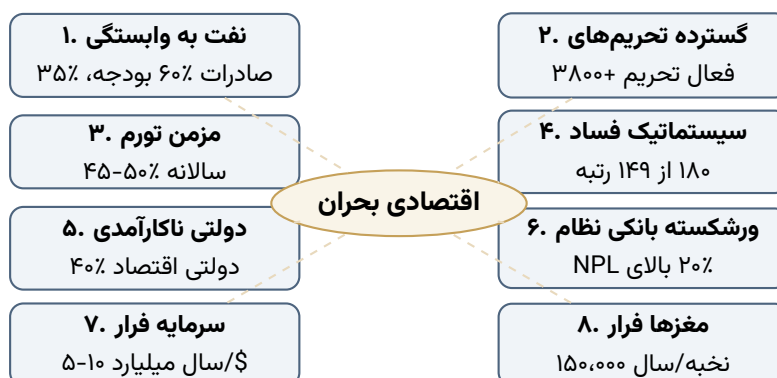 نفت به وابستگی .۱
صادرات ۶۰٪ بودجه، ۳۵٪
گسترده تحریم‌های .۲
فعال تحریم +۳۸۰۰
مزمن تورم .۳
سالانه ۴۵-۵۰٪
سیستماتیک فساد .۴
۱۸۰ از ۱۴۹ رتبه
اقتصادی بحران
دولتی ناکارآمدی .۵
دولتی اقتصاد ۴۰٪
ورشکسته بانکی نظام .۶
۲۰٪ بالای NPL
سرمایه فرار .۷
$/سال میلیارد ۵-۱۰
مغزها فرار .۸
نخبه/سال ۱۵۰،۰۰۰